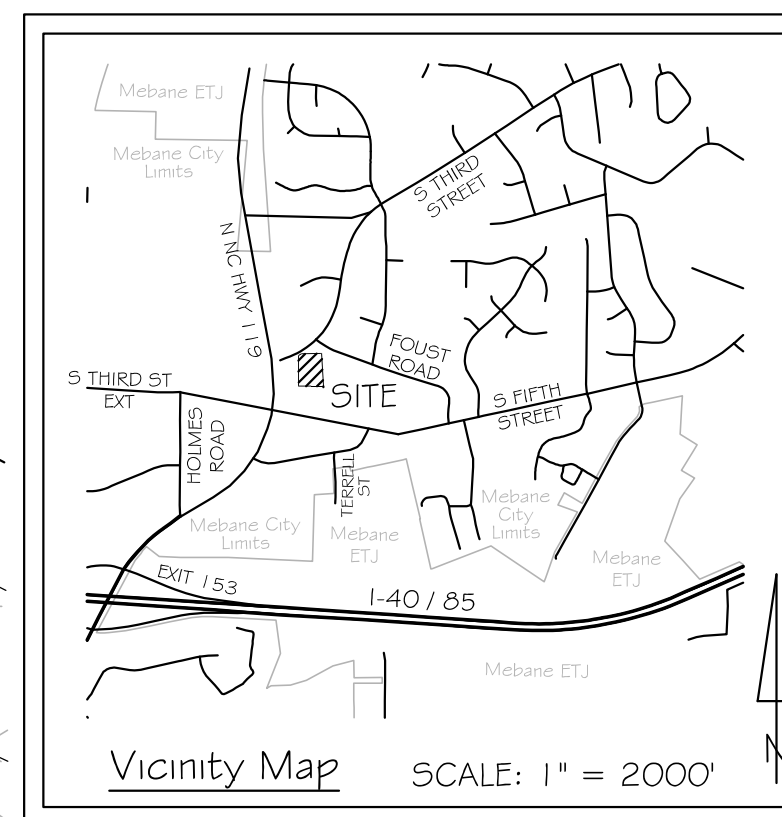 Mebane ETJ
Mebane City
Limits
S THIRD
STREET
N NC HWY 119
FOUST
ROAD
S THIRD ST
EXT
SITE
S FIFTH
STREET
HOLMES
ROAD
TERRELL
ST
Mebane City
Limits
Mebane
ETJ
Mebane
City
Limits
Mebane
ETJ
EXIT 153
I-40 / 85
Mebane ETJ
Vicinity Map
SCALE: 1" = 2000'
N